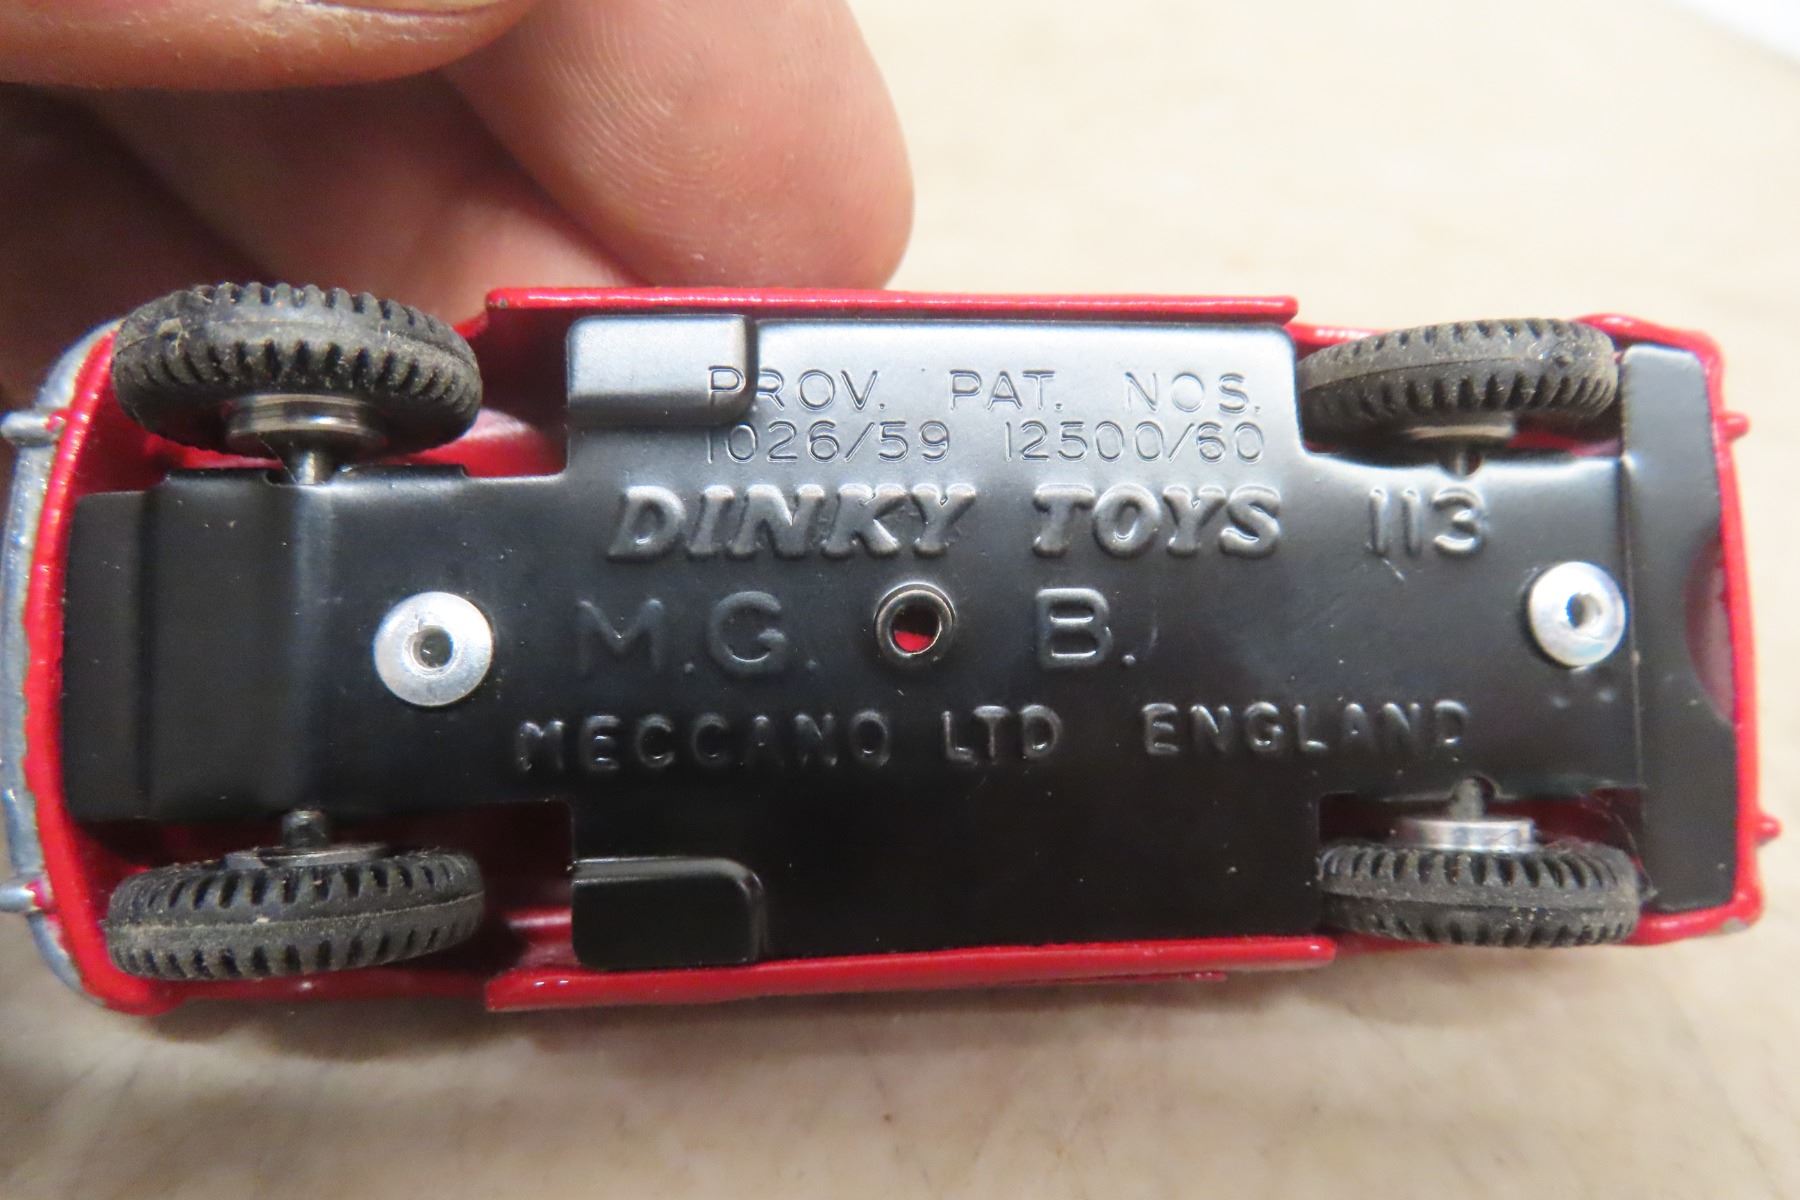 PROV. PAT. NOS.
1026/59 12500/60
DINKY TOYS 113
M.G. B.
MECCANO LTD ENGLAND